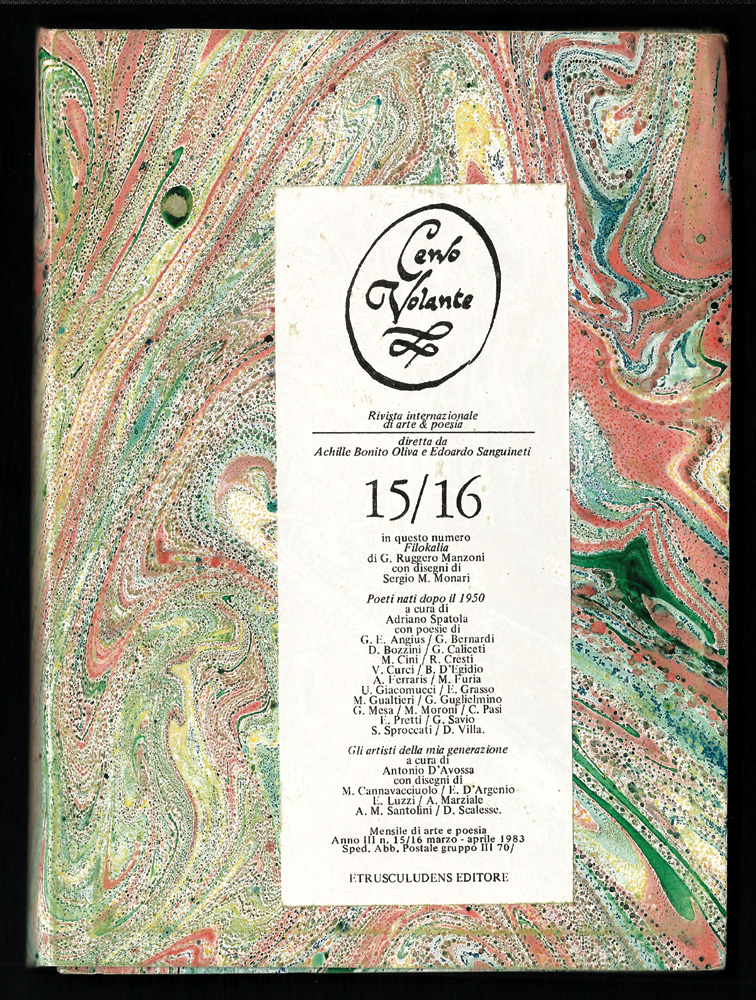 Cervo
Volante
Rivista internazionale
di arte & poesia
diretta da
Achille Bonito Oliva e Edoardo Sanguineti
15/16
in questo numero
Filokalia
di G. Ruggero Manzoni
con disegni di
Sergio M. Monari
Poeti nati dopo il 1950
a cura di
Adriano Spatola
con poesie di
G. E. Angius / G. Bernardi
D. Bozzini / G. Caliceti
M. Cini / R. Cresti
V. Curci / B. D'Egidio
A. Ferraris / M. Furia
U. Giacomucci / E. Grasso
M. Gualtieri / G. Guglielmino
G. Mesa / M. Moroni / C. Pasi
E. Pretti / G. Savio
S. Sproccati / D. Villa.
Gli artisti della mia generazione
a cura di
Antonio D'Avossa
con disegni di
M. Cannavacciuolo / E. D'Argenio
E. Luzzi / A. Marziale
A. M. Santolini / D. Scalesse.
Mensile di arte e poesia
Anno III n. 15/16 marzo - aprile 1983
Sped. Abb. Postale gruppo III 70/
ETRUSCULUDENS EDITORE